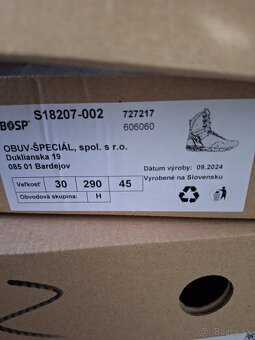 BOSP
S18207-002
727217
606060
OBUV-ŠPECIÁL, spol. s r.o.
Duklianska 19
085 01 Bardejov
Dátum výroby: 09.2024
Vyrobené na Slovensku
Veľkosť 30 290 45
Obvodová skupina: H